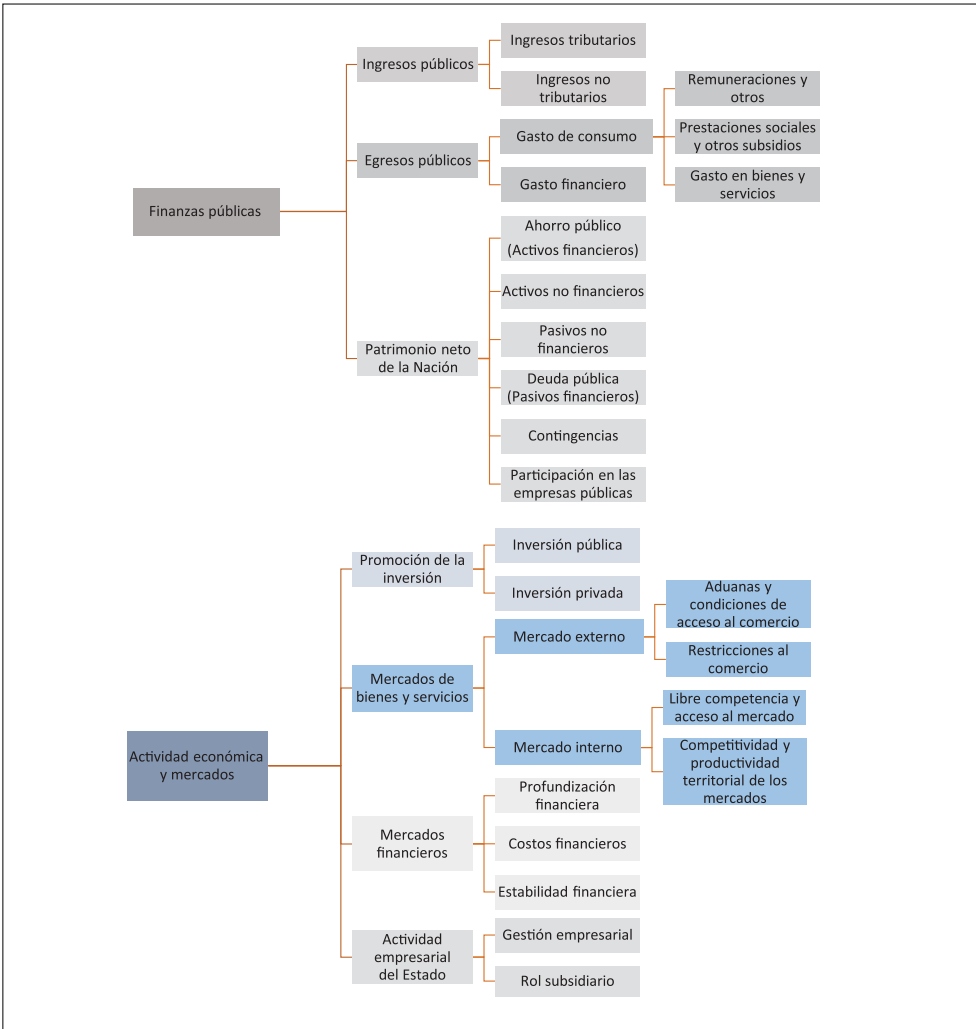 Finanzas públicas
Ingresos públicos
Ingresos tributarios
Ingresos no
tributarios
Egresos públicos
Gasto de consumo
Remuneraciones y
otros
Prestaciones sociales
y otros subsidios
Gasto en bienes y
servicios
Gasto financiero
Patrimonio neto
de la Nación
Ahorro público
(Activos financieros)
Activos no financieros
Pasivos no
financieros
Deuda pública
(Pasivos financieros)
Contingencias
Participación en las
empresas públicas
Actividad económica
y mercados
Promoción de la
inversión
Inversión pública
Inversión privada
Mercados de
bienes y servicios
Mercado externo
Aduanas y
condiciones de
acceso al comercio
Restricciones al
comercio
Mercado interno
Libre competencia y
acceso al mercado
Competitividad y
productividad
territorial de los
mercados
Mercados
financieros
Profundización
financiera
Costos financieros
Estabilidad financiera
Actividad
empresarial
del Estado
Gestión empresarial
Rol subsidiario